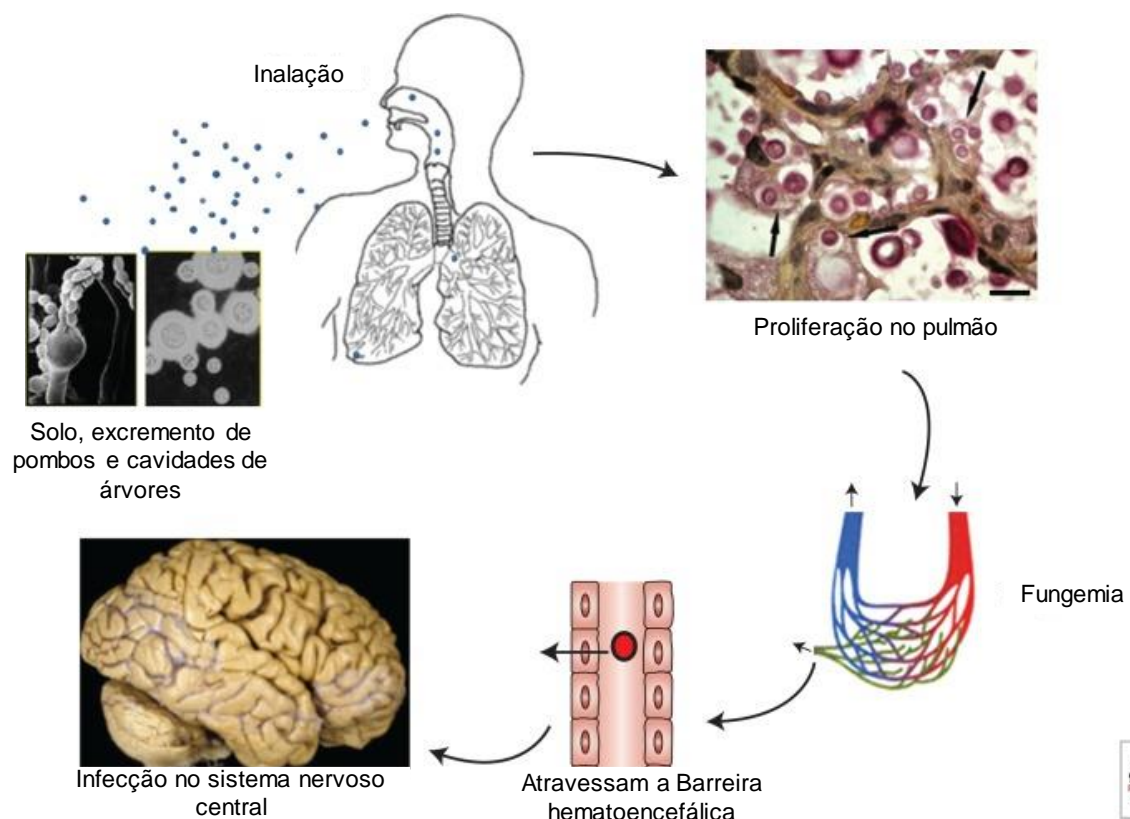 Inalação
Proliferação no pulmão
Solo, excremento de
pombos e cavidades de
árvores
Fungemia
Atravessam a Barreira
hematoencefálica
Infecção no sistema nervoso
central